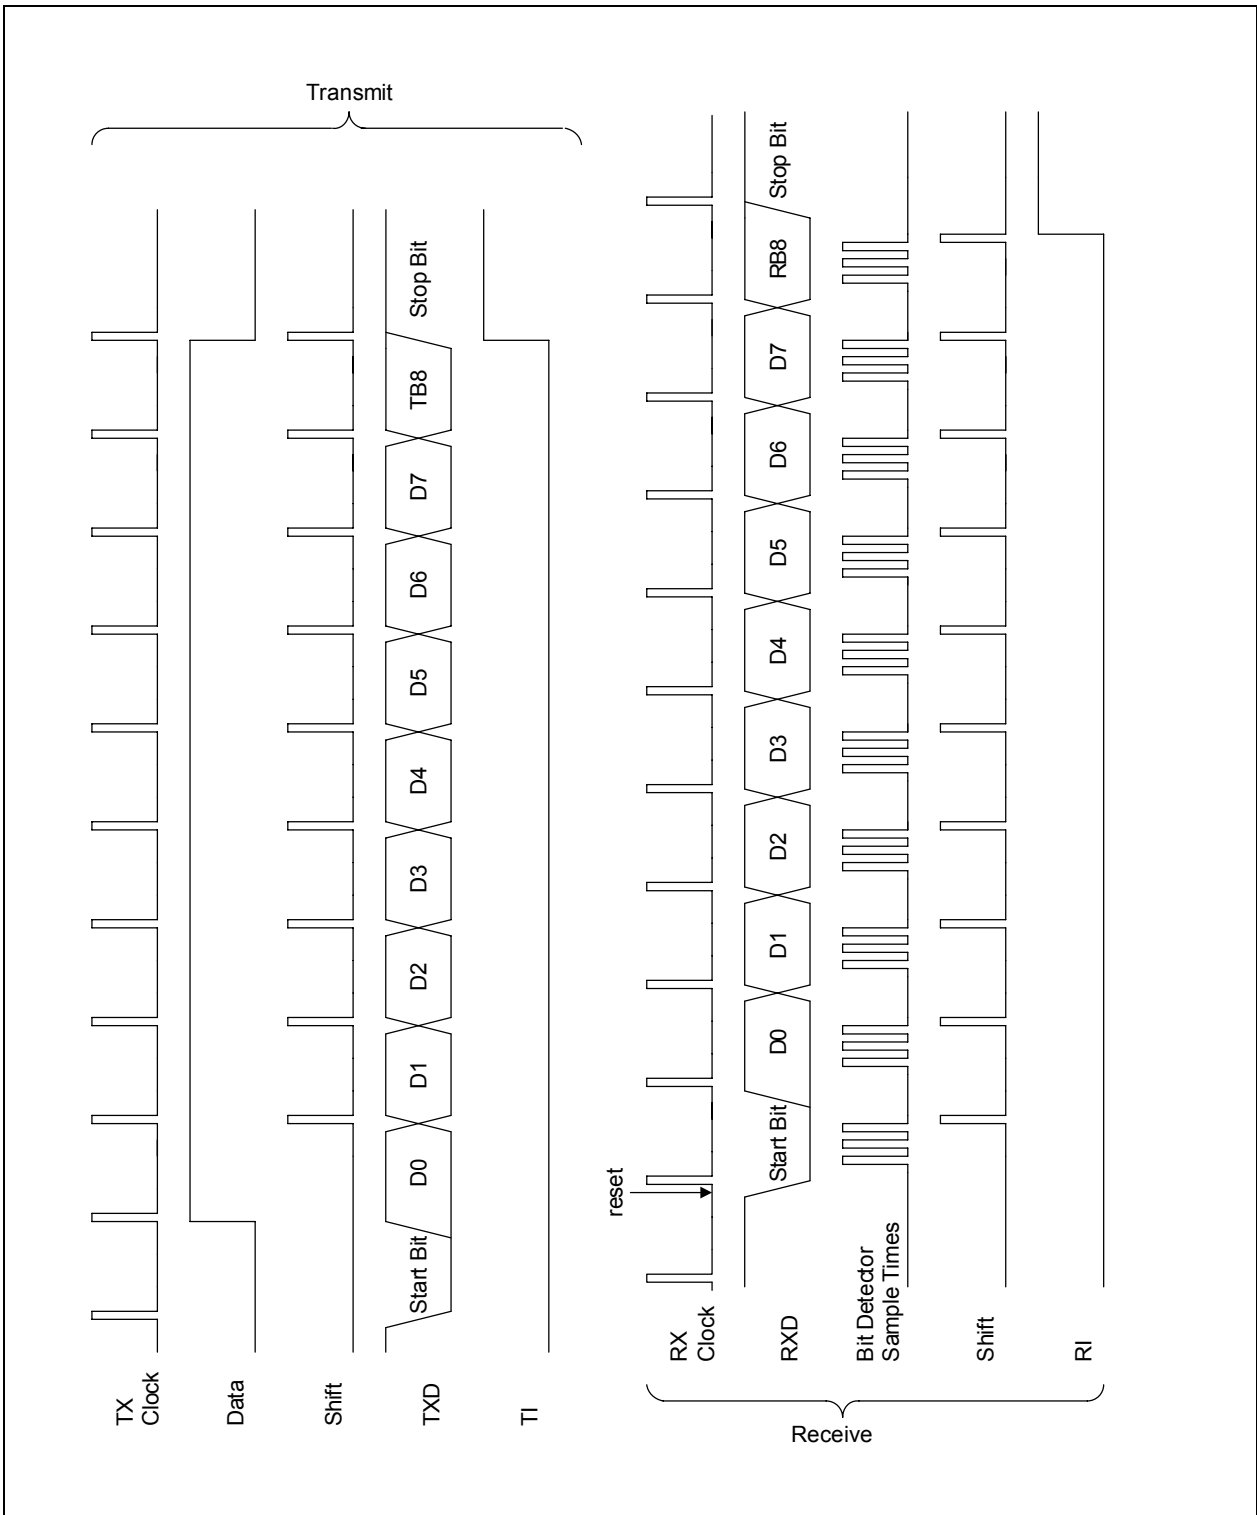 Transmit
TX
Clock
Data
Shift
TXD
Start Bit
D0
D1
D2
D3
D4
D5
D6
D7
TB8
Stop Bit
TI
reset
RX
Clock
RXD
Start Bit
D0
D1
D2
D3
D4
D5
D6
D7
RB8
Stop Bit
Bit Detector
Sample Times
Shift
RI
Receive